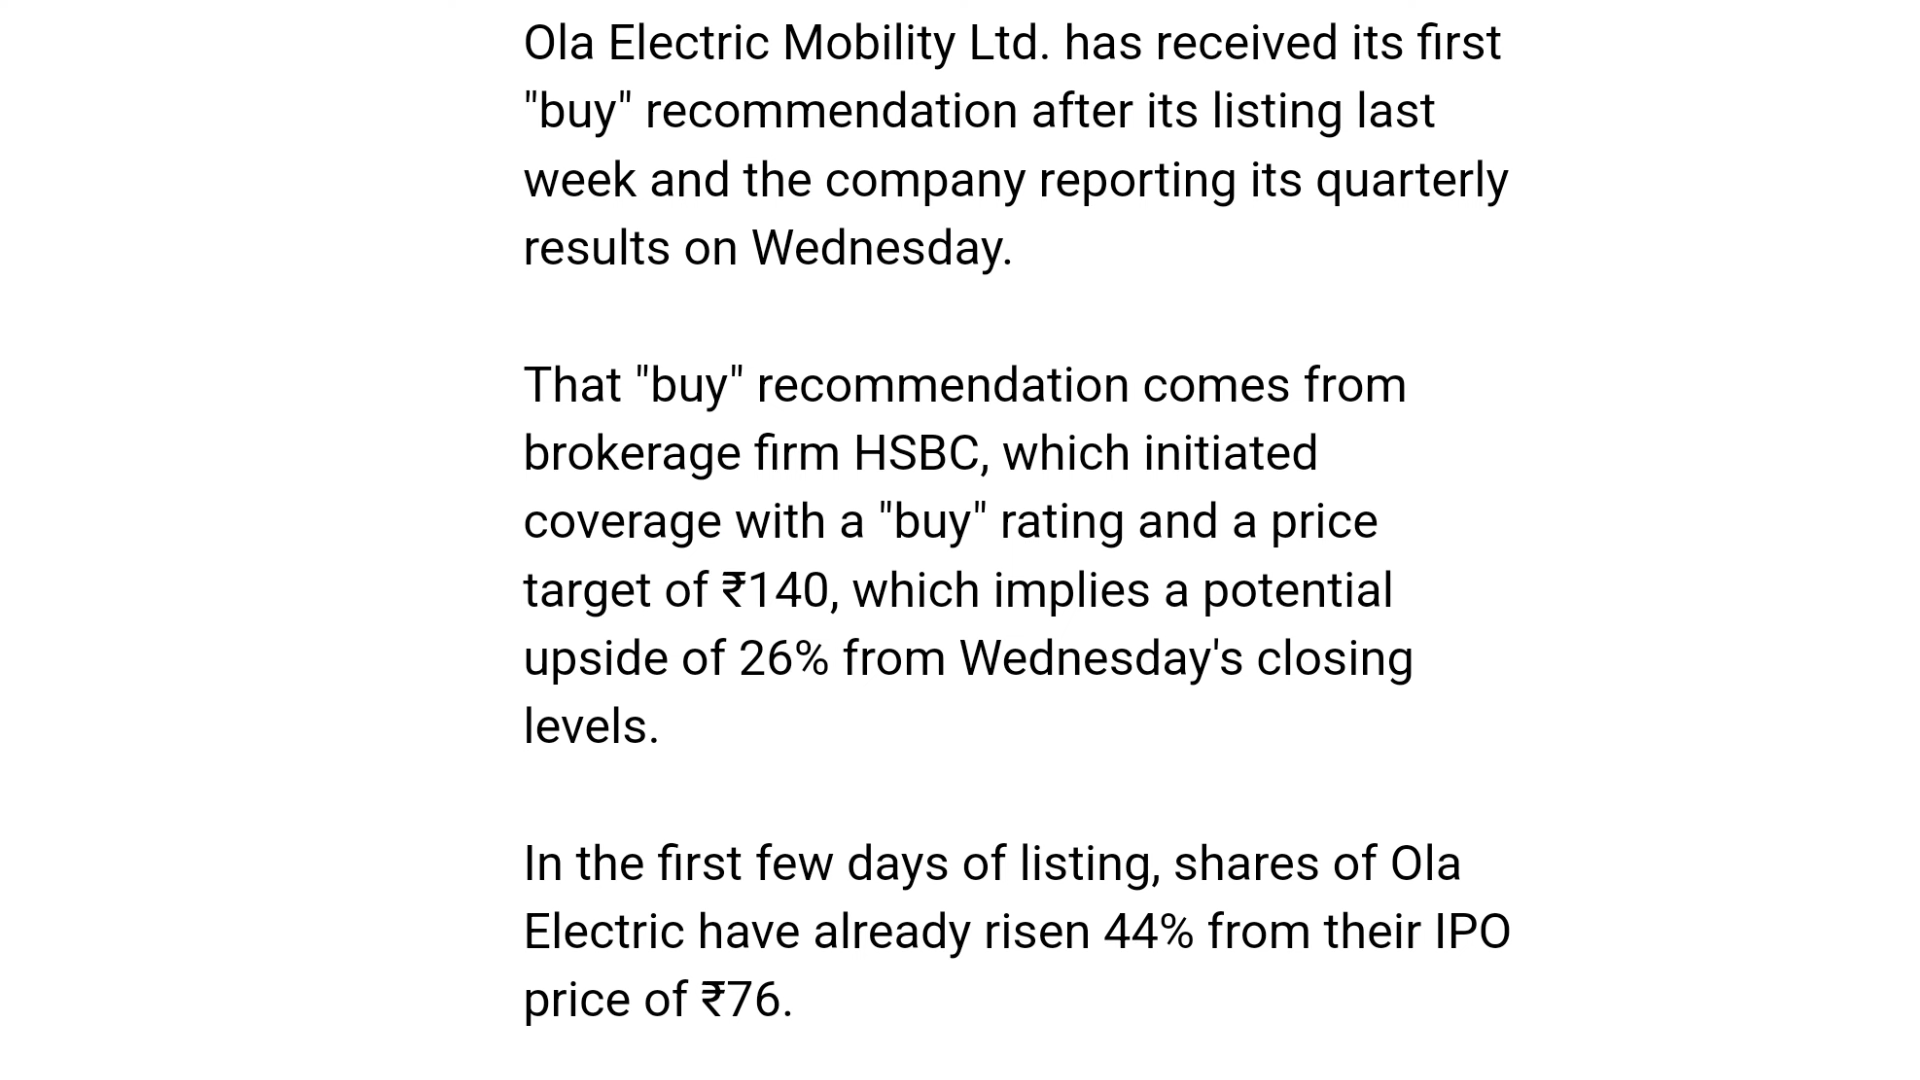 Ola Electric Mobility Ltd. has received its first
"buy" recommendation after its listing last
week and the company reporting its quarterly
results on Wednesday.
That "buy" recommendation comes from
brokerage firm HSBC, which initiated
coverage with a "buy" rating and a price
target of ₹140, which implies a potential
upside of 26% from Wednesday's closing
levels.
In the first few days of listing, shares of Ola
Electric have already risen 44% from their IPO
price of ₹76.